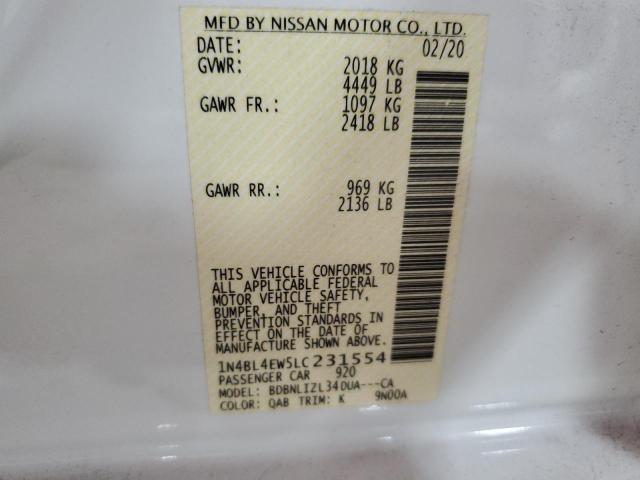 MFD BY NISSAN MOTOR CO., LTD.
DATE: 02/20
GVWR: 2018 KG
4449 LB
GAWR FR.: 1097 KG
2418 LB
GAWR RR.: 969 KG
2136 LB
THIS VEHICLE CONFORMS TO
ALL APPLICABLE FEDERAL
MOTOR VEHICLE SAFETY,
BUMPER, AND THEFT
PREVENTION STANDARDS IN
EFFECT ON THE DATE OF
MANUFACTURE SHOWN ABOVE.
1N4BL4EW5LC231554
PASSENGER CAR 920
MODEL: BDBNLIZL34DUA---CA
COLOR: QAB TRIM: K 9N00A